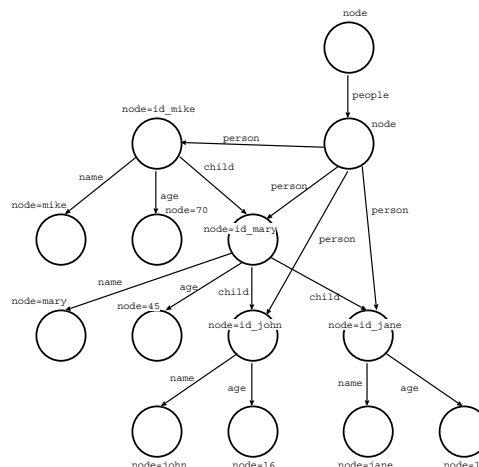 node
people
node=id_mike
node
person
name
child
age
person
person
node=mike
node=70
node=id_mary
person
name
age
child
child
node=mary
node=45
node=id_john
node=id_jane
name
age
name
age
node=john
node=16
node=jane